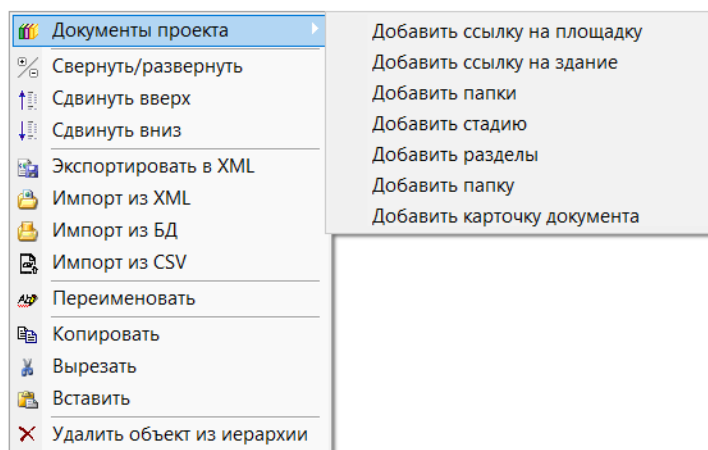 Документы проекта
Свернуть/развернуть
Сдвинуть вверх
Сдвинуть вниз
Экспортировать в XML
Импорт из XML
Импорт из БД
Импорт из CSV
Переименовать
Копировать
Вырезать
Вставить
Удалить объект из иерархии
Добавить ссылку на площадку
Добавить ссылку на здание
Добавить папки
Добавить стадию
Добавить разделы
Добавить папку
Добавить карточку документа